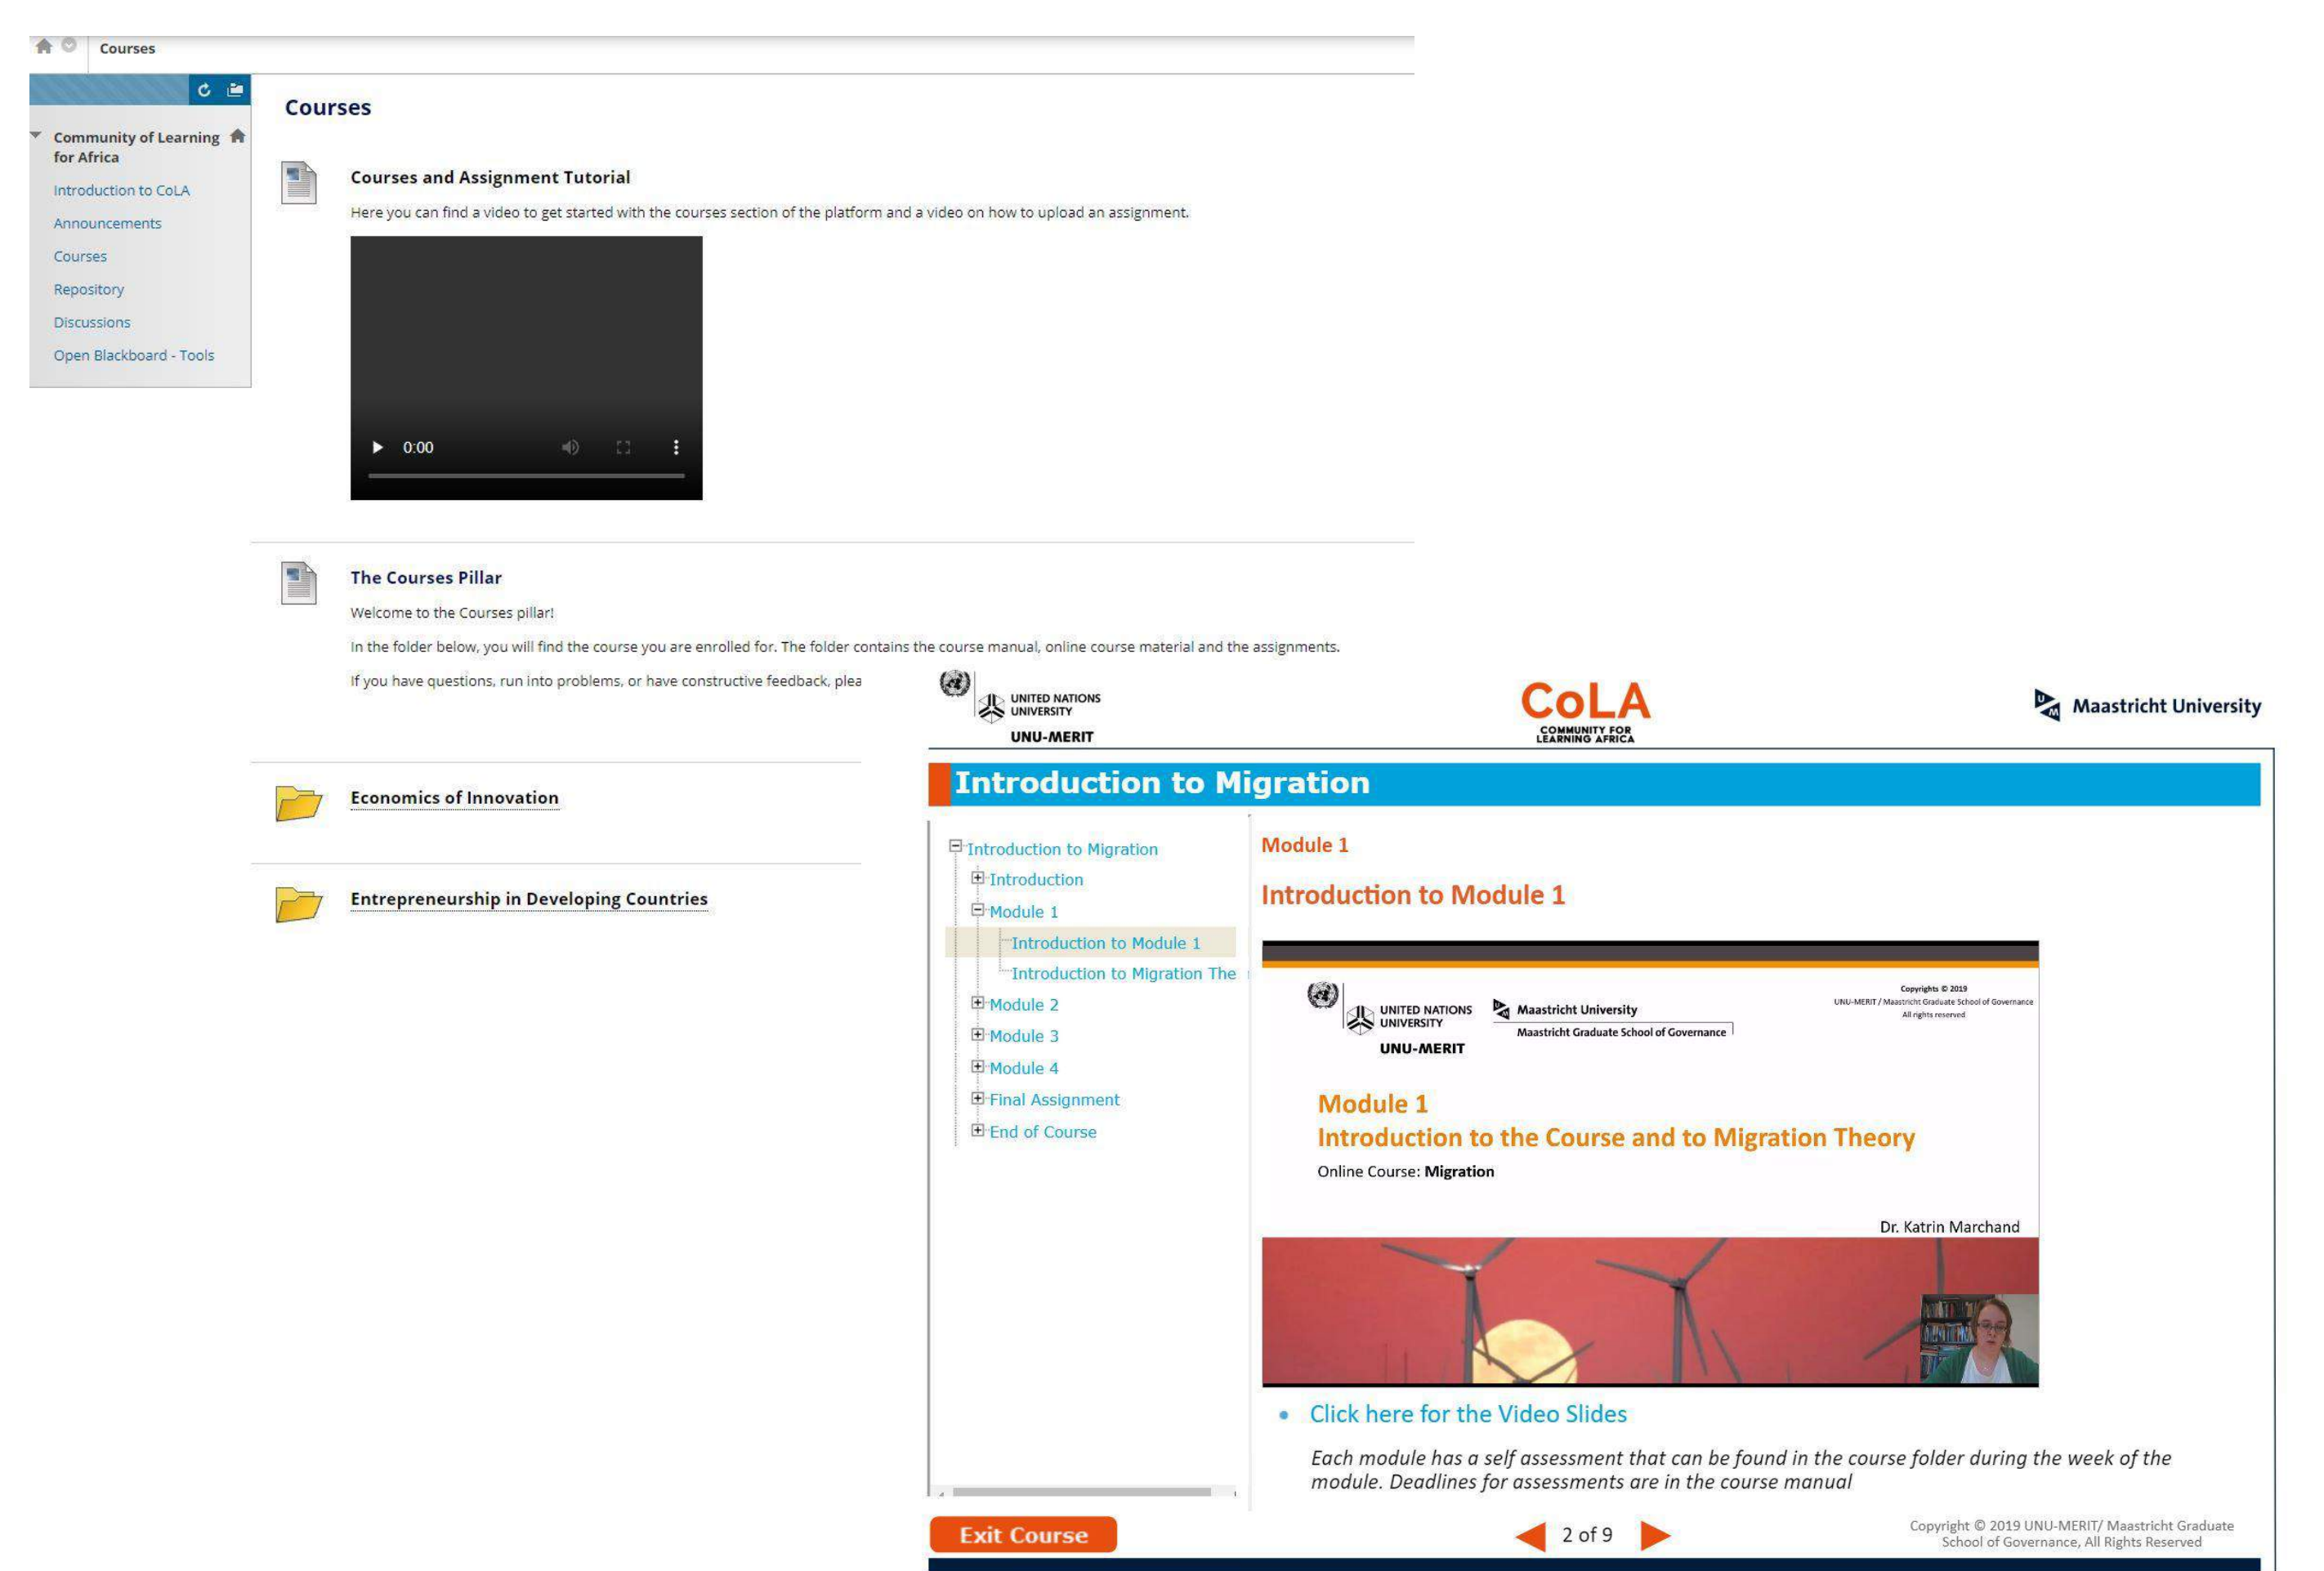 Courses
Community of Learning
for Africa
Introduction to CoLA
Announcements
Courses
Repository
Discussions
Open Blackboard - Tools
Courses
Courses and Assignment Tutorial
Here you can find a video to get started with the courses section of the platform and a video on how to upload an assignment.
0:00
The Courses Pillar
Welcome to the Courses pillar!
In the folder below, you will find the course you are enrolled for. The folder contains the course manual, online course material and the assignments.
If you have questions, run into problems, or have constructive feedback, plea
Economics of Innovation
Entrepreneurship in Developing Countries
UNITED NATIONS
UNIVERSITY
UNU-MERIT
CoLA
COMMUNITY FOR
LEARNING AFRICA
Maastricht University
Introduction to Migration
Introduction to Migration
Introduction
Module 1
Introduction to Module 1
Introduction to Migration The
Module 2
Module 3
Module 4
Final Assignment
End of Course
Module 1
Introduction to Module 1
UNITED NATIONS
UNIVERSITY
UNU-MERIT
Maastricht University
Maastricht Graduate School of Governance
Copyrights © 2019
UNU-MERIT / Maastricht Graduate School of Governance
All rights reserved
Module 1
Introduction to the Course and to Migration Theory
Online Course: Migration
Dr. Katrin Marchand
Click here for the Video Slides
Each module has a self assessment that can be found in the course folder during the week of the
module. Deadlines for assessments are in the course manual
Exit Course
2 of 9
Copyright © 2019 UNU-MERIT/ Maastricht Graduate
School of Governance, All Rights Reserved